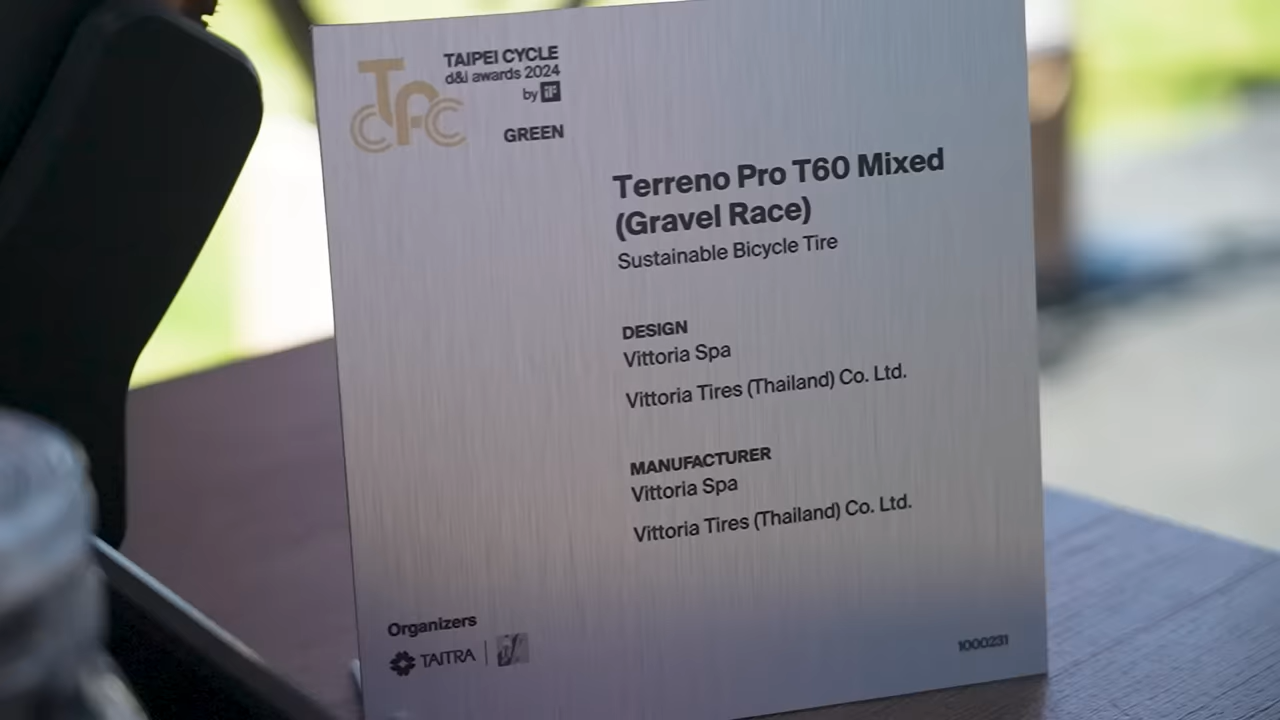 TAIPEI CYCLE
d&i awards 2024
by iF
GREEN
Terreno Pro T60 Mixed
(Gravel Race)
Sustainable Bicycle Tire
DESIGN
Vittoria Spa
Vittoria Tires (Thailand) Co. Ltd.
MANUFACTURER
Vittoria Spa
Vittoria Tires (Thailand) Co. Ltd.
Organizers
TAITRA
1000231